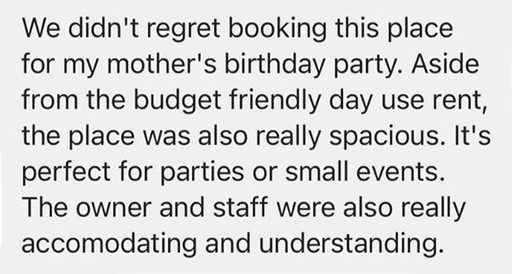 We didn't regret booking this place
for my mother's birthday party. Aside
from the budget friendly day use rent,
the place was also really spacious. It's
perfect for parties or small events.
The owner and staff were also really
accomodating and understanding.